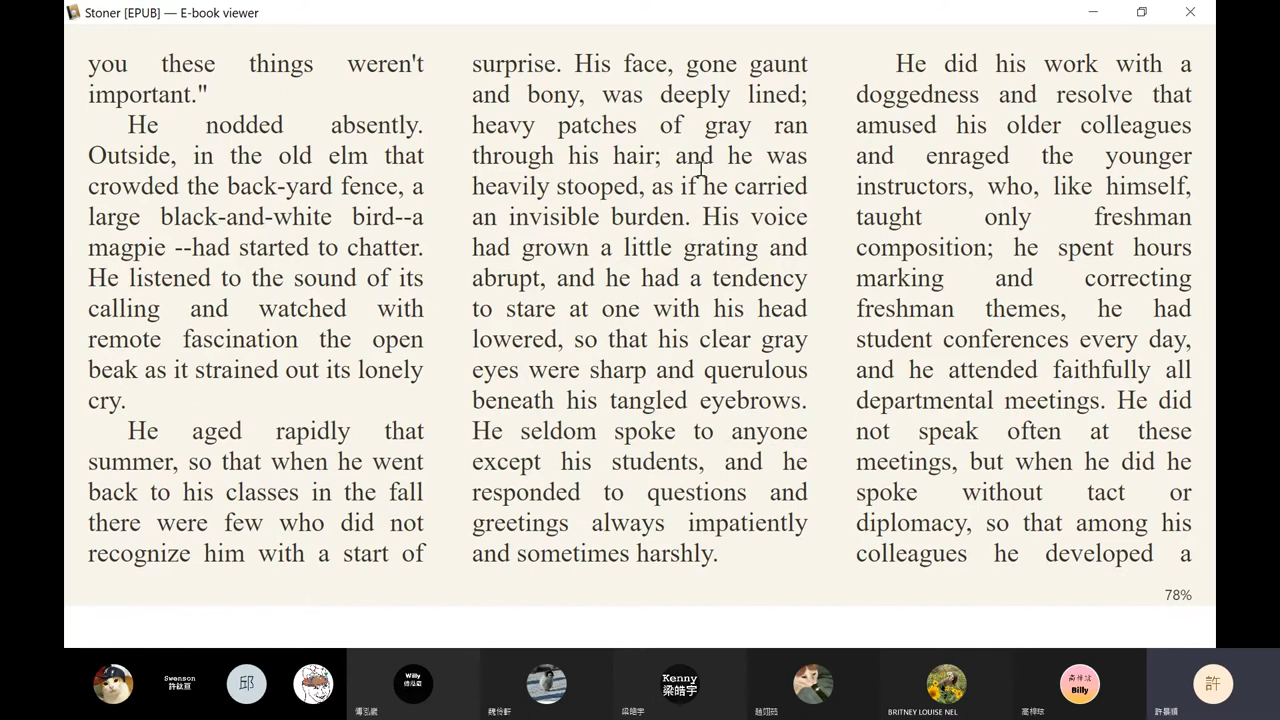 Stoner [EPUB] — E-book viewer
you these things weren't
important."
He nodded absently.
Outside, in the old elm that
crowded the back-yard fence, a
large black-and-white bird--a
magpie --had started to chatter.
He listened to the sound of its
calling and watched with
remote fascination the open
beak as it strained out its lonely
cry.
He aged rapidly that
summer, so that when he went
back to his classes in the fall
there were few who did not
recognize him with a start of
surprise. His face, gone gaunt
and bony, was deeply lined;
heavy patches of gray ran
through his hair; and he was
heavily stooped, as if he carried
an invisible burden. His voice
had grown a little grating and
abrupt, and he had a tendency
to stare at one with his head
lowered, so that his clear gray
eyes were sharp and querulous
beneath his tangled eyebrows.
He seldom spoke to anyone
except his students, and he
responded to questions and
greetings always impatiently
and sometimes harshly.
He did his work with a
doggedness and resolve that
amused his older colleagues
and enraged the younger
instructors, who, like himself,
taught only freshman
composition; he spent hours
marking and correcting
freshman themes, he had
student conferences every day,
and he attended faithfully all
departmental meetings. He did
not speak often at these
meetings, but when he did he
spoke without tact or
diplomacy, so that among his
colleagues he developed a
78%
Swenson
邱
Willy
Kenny
梁皓宇
Billy
許
梁皓宇
BRITNEY LOUISE NEL